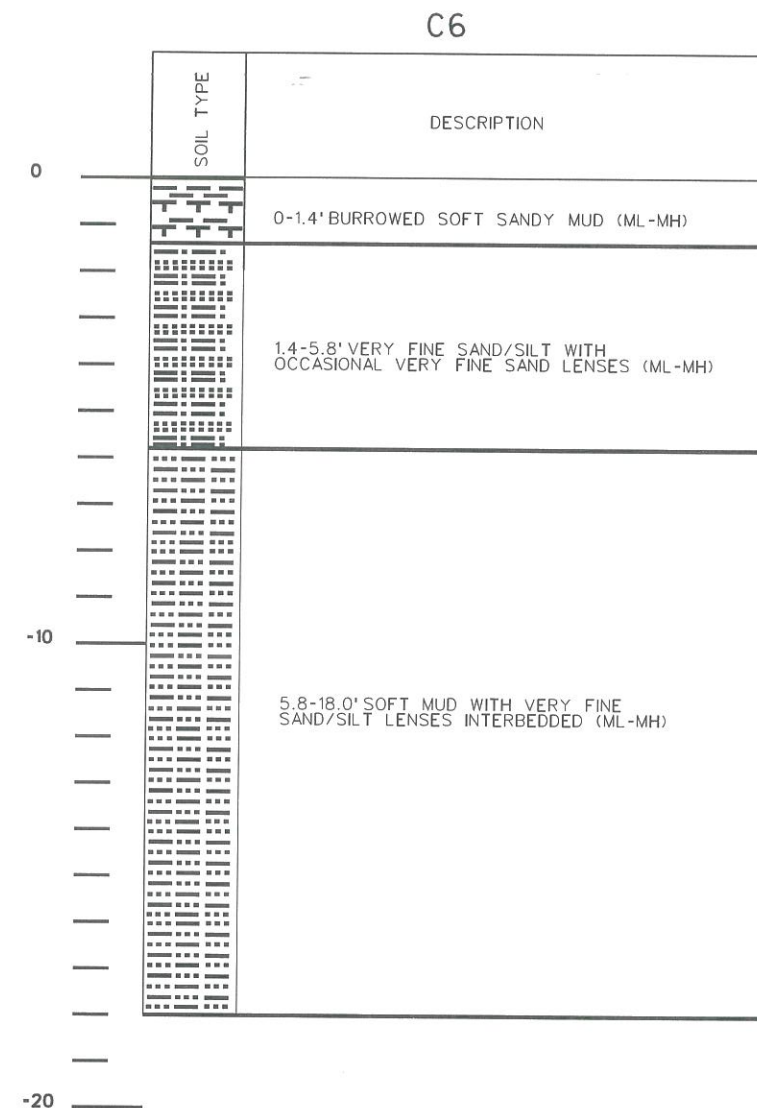 C6
SOIL TYPE
DESCRIPTION
0
0-1.4' BURROWED SOFT SANDY MUD (ML-MH)
1.4-5.8' VERY FINE SAND/SILT WITH
OCCASIONAL VERY FINE SAND LENSES (ML-MH)
-10
5.8-18.0' SOFT MUD WITH VERY FINE
SAND/SILT LENSES INTERBEDDED (ML-MH)
-20